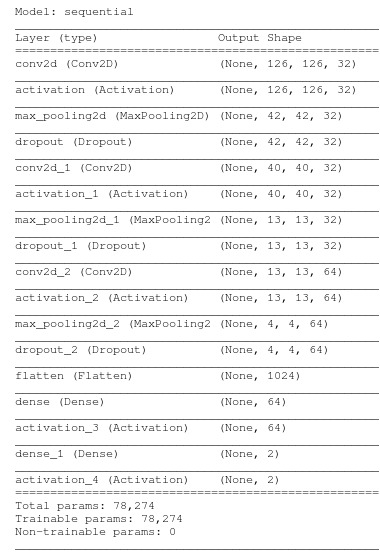 Model: sequential
Layer (type) Output Shape
conv2d (Conv2D) (None, 126, 126, 32)
activation (Activation) (None, 126, 126, 32)
max_pooling2d (MaxPooling2D) (None, 42, 42, 32)
dropout (Dropout) (None, 42, 42, 32)
conv2d_1 (Conv2D) (None, 40, 40, 32)
activation_1 (Activation) (None, 40, 40, 32)
max_pooling2d_1 (MaxPooling2 (None, 13, 13, 32)
dropout_1 (Dropout) (None, 13, 13, 32)
conv2d_2 (Conv2D) (None, 13, 13, 64)
activation_2 (Activation) (None, 13, 13, 64)
max_pooling2d_2 (MaxPooling2 (None, 4, 4, 64)
dropout_2 (Dropout) (None, 4, 4, 64)
flatten (Flatten) (None, 1024)
dense (Dense) (None, 64)
activation_3 (Activation) (None, 64)
dense_1 (Dense) (None, 2)
activation_4 (Activation) (None, 2)
Total params: 78,274
Trainable params: 78,274
Non-trainable params: 0